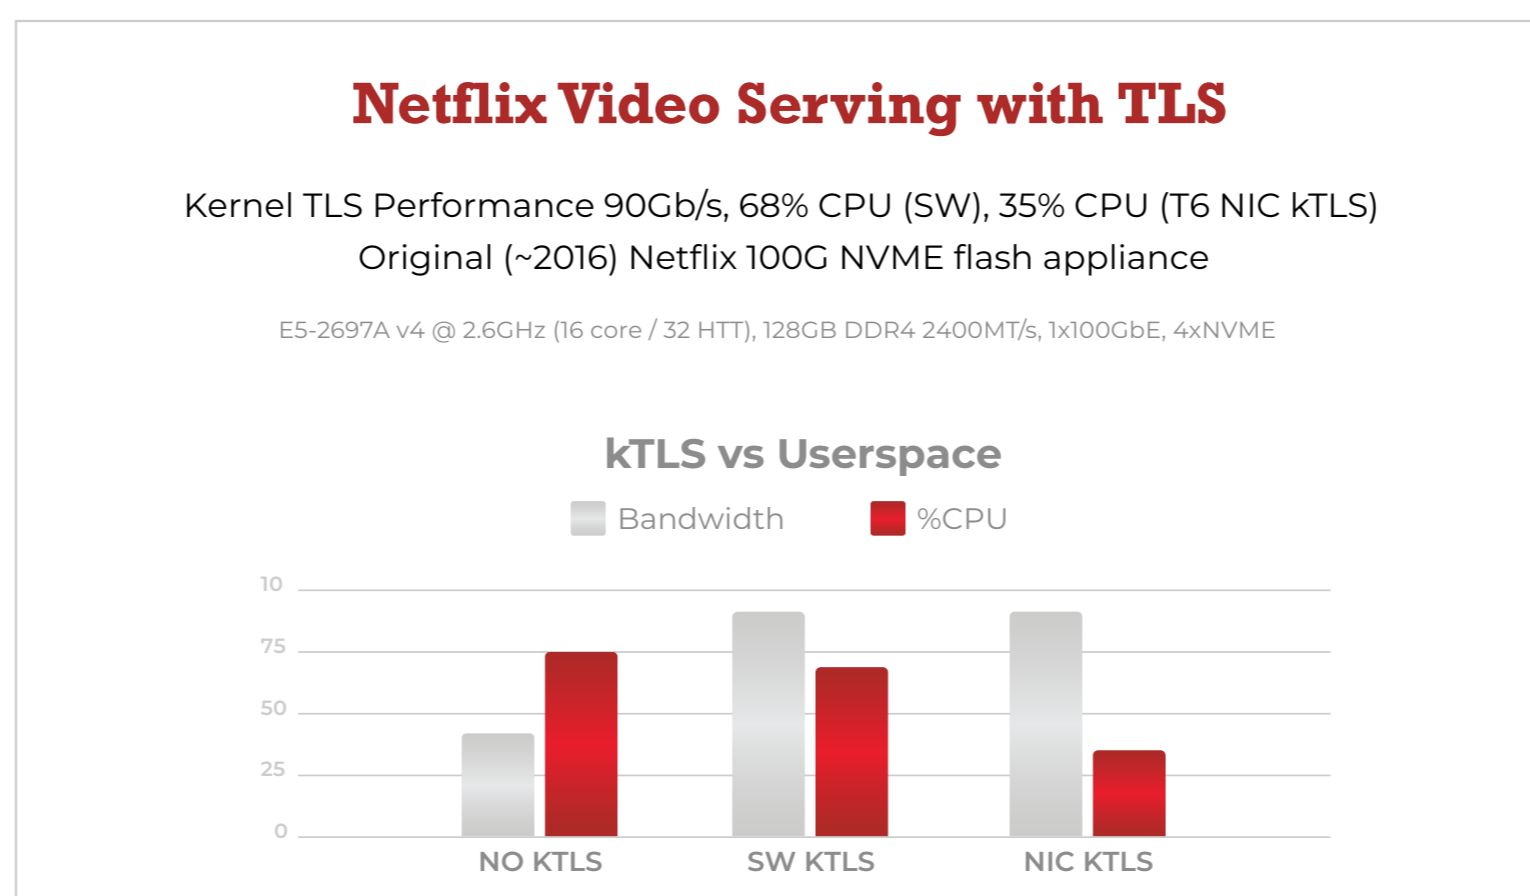 Netflix Video Serving with TLS
Kernel TLS Performance 90Gb/s, 68% CPU (SW), 35% CPU (T6 NIC kTLS)
Original (~2016) Netflix 100G NVME flash appliance
E5-2697A v4 @ 2.6GHz (16 core / 32 HTT), 128GB DDR4 2400MT/s, 1x100GbE, 4xNVME
kTLS vs Userspace
Bandwidth %CPU
10
75
50
25
0
NO KTLS SW KTLS NIC KTLS